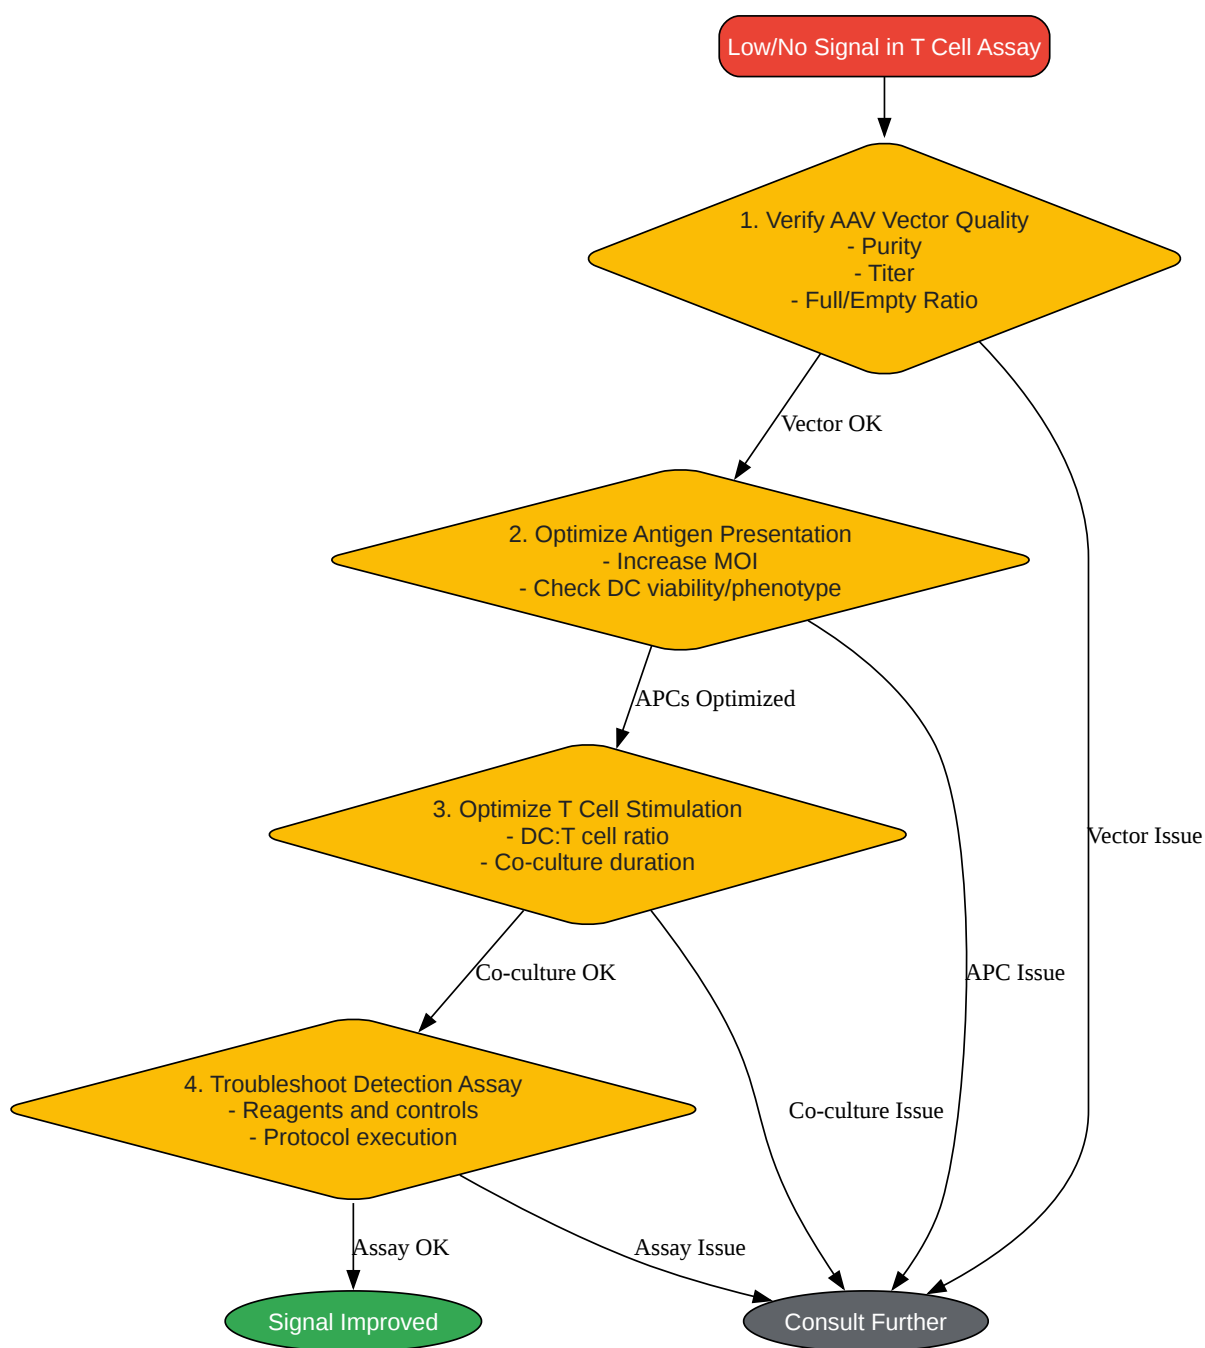 Low/No Signal in T Cell Assay
1. Verify AAV Vector Quality
- Purity
- Titer
- Full/Empty Ratio
Vector OK
2. Optimize Antigen Presentation
- Increase MOI
- Check DC viability/phenotype
APCs Optimized
3. Optimize T Cell Stimulation
- DC:T cell ratio
- Co-culture duration
Vector Issue
Co-culture OK
APC Issue
4. Troubleshoot Detection Assay
- Reagents and controls
- Protocol execution
Co-culture Issue
Assay OK
Assay Issue
Signal Improved
Consult Further